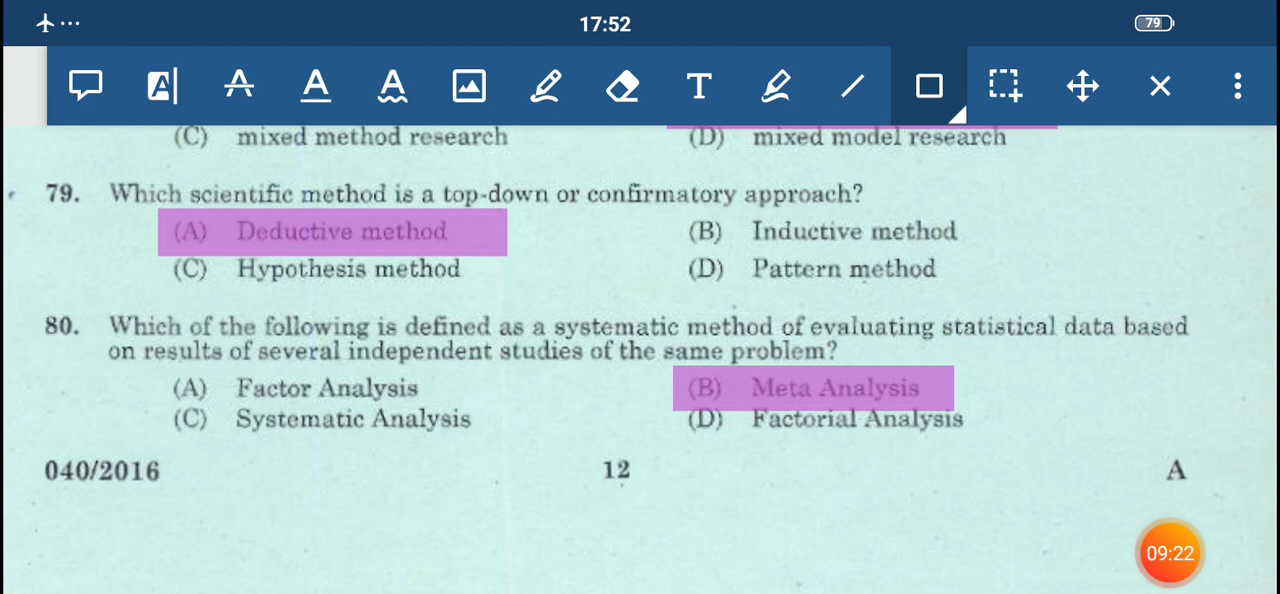 17:52
79
(C) mixed method research (D) mixed model research
79. Which scientific method is a top-down or confirmatory approach?
(A) Deductive method (B) Inductive method
(C) Hypothesis method (D) Pattern method
80. Which of the following is defined as a systematic method of evaluating statistical data based
on results of several independent studies of the same problem?
(A) Factor Analysis (B) Meta Analysis
(C) Systematic Analysis (D) Factorial Analysis
040/2016 12 A
09:22